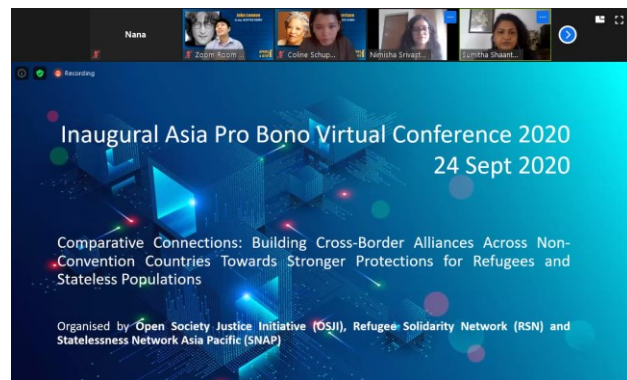 Nana
Zoom Room ...
Coline Schup...
Nimisha Srivast...
Sumitha Shaant...
Recording
Inaugural Asia Pro Bono Virtual Conference 2020
24 Sept 2020
Comparative Connections: Building Cross-Border Alliances Across Non-
Convention Countries Towards Stronger Protections for Refugees and
Stateless Populations
Organised by Open Society Justice Initiative (OSJI), Refugee Solidarity Network (RSN) and
Statelessness Network Asia Pacific (SNAP)